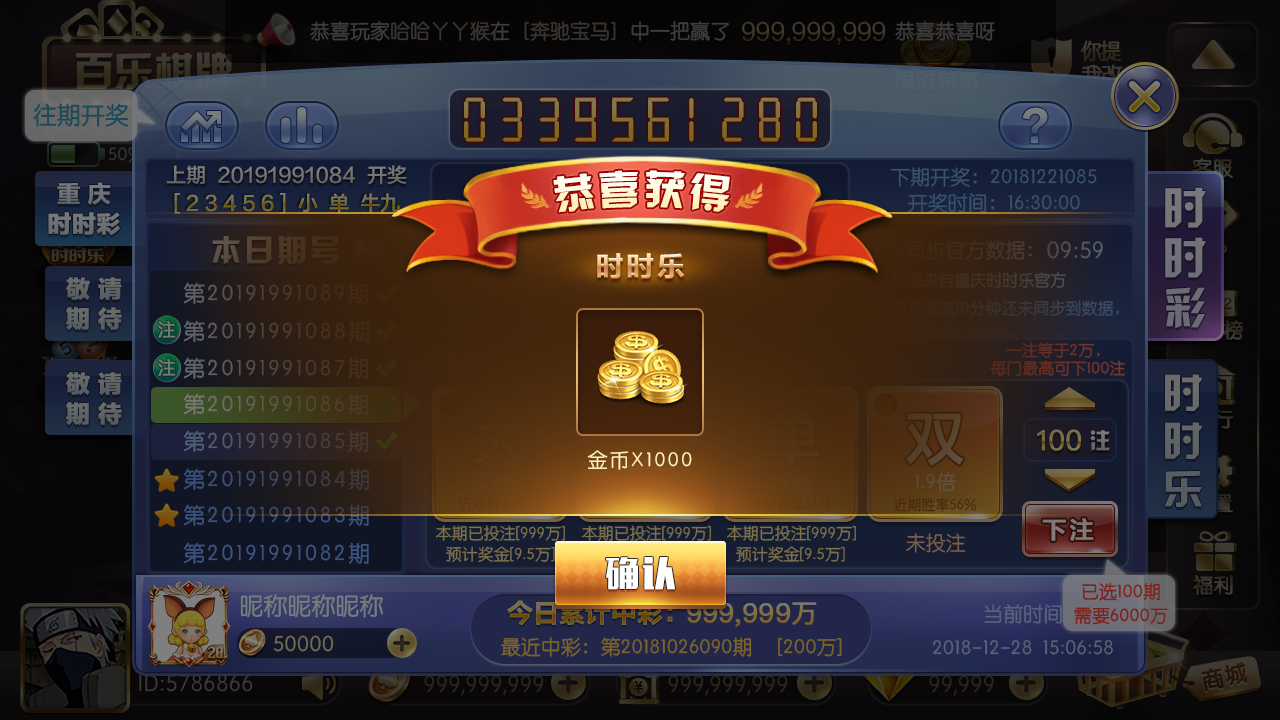 恭喜玩家哈哈丫丫猴在 [奔驰宝马] 中一把赢了 999,999,999 恭喜恭喜呀
百乐棋牌
你提
往期开奖
0339561280
?
50%
客服
上期 20191991084 开奖
[23456]小 单 牛九
恭喜获得
下期开奖: 20181221085
开奖时间: 16:30:00
重庆
时时彩
时时乐
时时彩
本日期号
时时乐
官方数据: 09:59
来自重庆时时乐官方
分钟还未同步到数据,
敬请
期待
第20191991089期
注 第20191991088期
注 第20191991087期
第20191991086期
第20191991085期
第20191991084期
第20191991083期
第20191991082期
一注等于2万,
每门最高可下100注
敬请
期待
时时乐
单
双
1.9倍
近期胜率56%
100 注
金币X1000
本期已投注[999万]
预计奖金[9.5万]
本期已投注[999万]
本期已投注[999万]
预计奖金[9.5万]
未投注
下注
确认
福利
已选100期
需要6000万
昵称昵称昵称
50000
今日累计中彩: 999,999万
最近中彩: 第20181026090期 [200万]
当前时间
2018-12-28 15:06:58
ID:5786866
999,999,999
999,999,999
99,999
商城